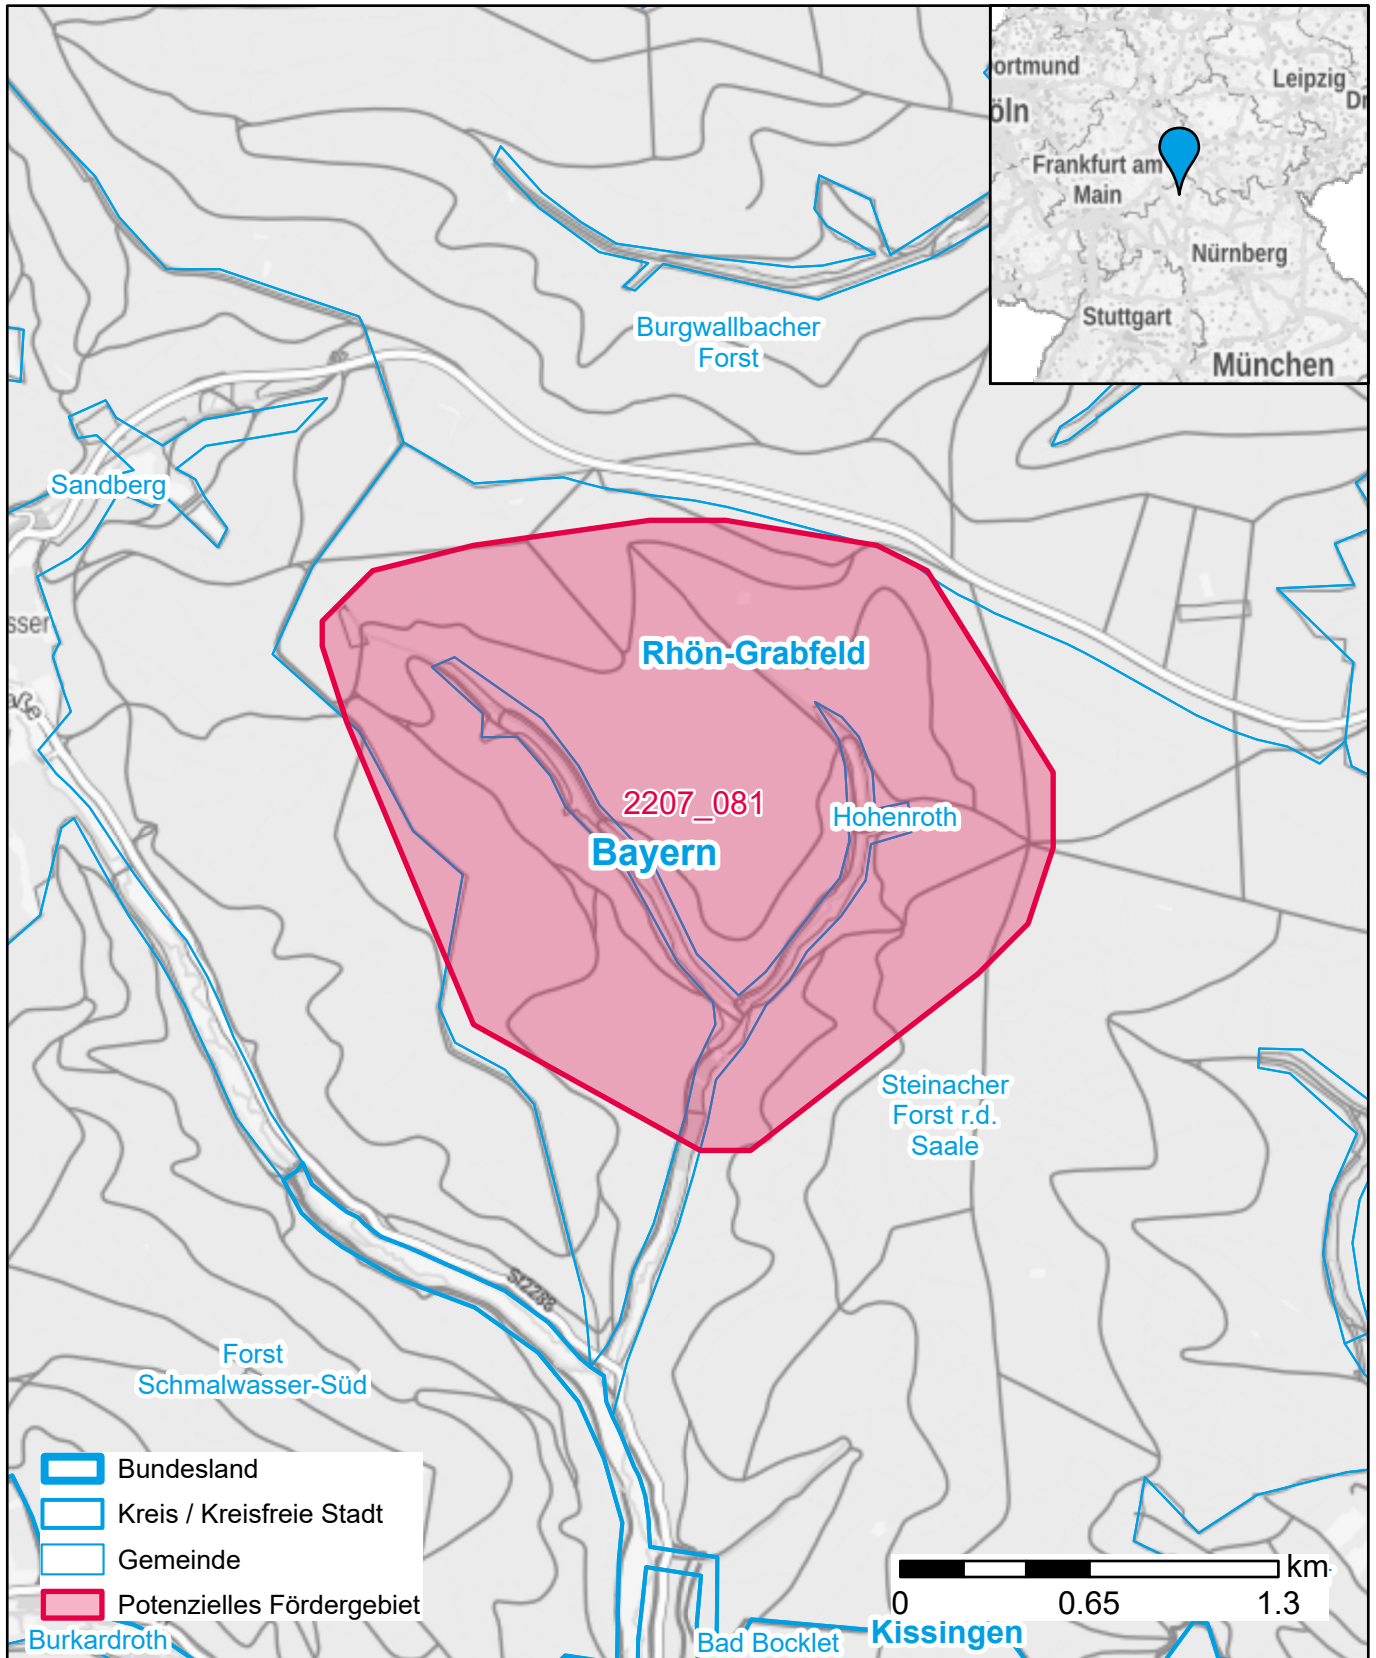 ortmund
Leipzig
Dr
öln
Frankfurt am
Main
Nürnberg
Stuttgart
München
Burgwallbacher
Forst
Sandberg
sser
Rhön-Grabfeld
aße
2207_081
Hohenroth
Bayern
Steinacher
Forst r.d.
Saale
St2288
Forst
Schmalwasser-Süd
Bundesland
Kreis / Kreisfreie Stadt
Gemeinde
Potenzielles Fördergebiet
km
0
0.65
1.3
Burkardroth
Bad Bocklet
Kissingen